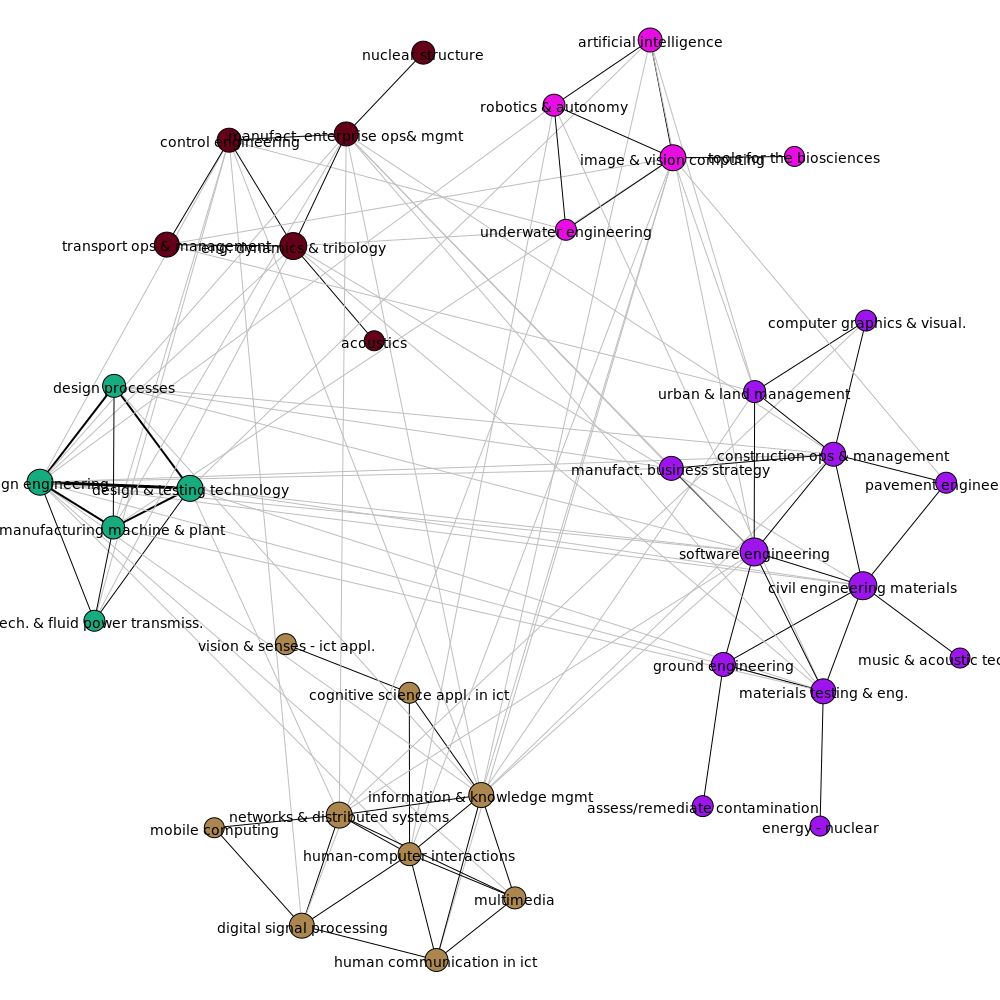 artificial intelligence
nuclear structure
robotics & autonomy
manufact. enterprise ops& mgmt
control engineering
image & vision computing
tools for the biosciences
underwater engineering
transport ops & management
eng. dynamics & tribology
computer graphics & visual.
acoustics
design processes
urban & land management
construction ops & management
manufact. business strategy
gn engineering
design & testing technology
pavement enginee
manufacturing machine & plant
software engineering
civil engineering materials
ech. & fluid power transmiss.
vision & senses - ict appl.
music & acoustic tec
ground engineering
materials testing & eng.
cognitive science appl. in ict
information & knowledge mgmt
assess/remediate contamination
networks & distributed systems
mobile computing
energy - nuclear
human-computer interactions
multimedia
digital signal processing
human communication in ict